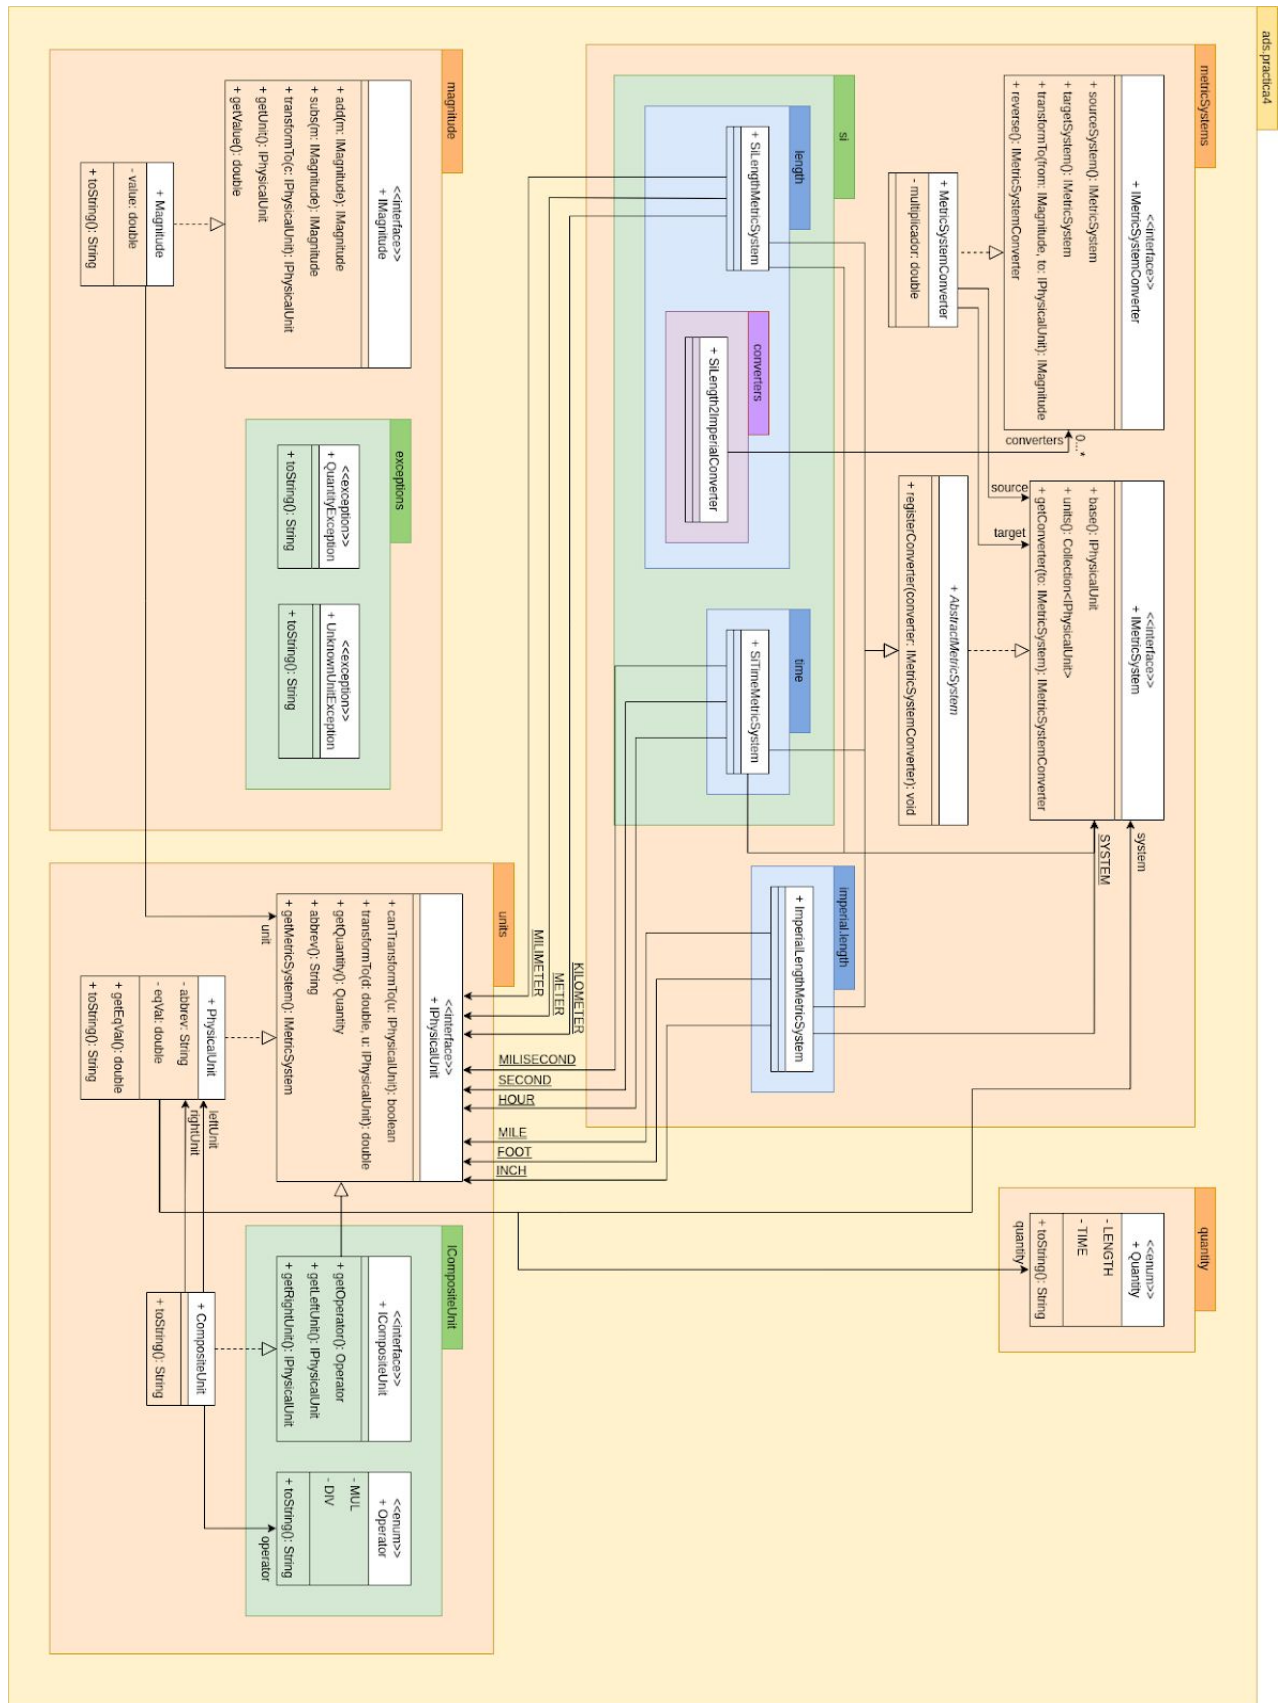 ads.practica4
metricSystems
<<interface>>
+ IMetricSystemConverter
+ sourceSystem(): IMetricSystem
+ targetSystem(): IMetricSystem
+ transformTo(from: IMagnitude, to: IPhysicalUnit): IMagnitude
+ reverse(): IMetricSystemConverter
0...*
converters
<<interface>>
+ IMetricSystem
+ base(): IPhysicalUnit
+ units(): Collection<IPhysicalUnit>
+ getConverter(to: IMetricSystem): IMetricSystemConverter
source
target
system
SYSTEM
+ MetricSystemConverter
- multiplicador: double
+ AbstractMetricSystem
+ registerConverter(converter: IMetricSystemConverter): void
si
length
+ SiLengthMetricSystem
converters
+ SiLength2ImperialConverter
time
+ SiTimeMetricSystem
imperial.length
+ ImperialLengthMetricSystem
quantity
<<enum>>
+ Quantity
- LENGTH
- TIME
+ toString(): String
quantity
magnitude
<<interface>>
+ IMagnitude
+ add(m: IMagnitude): IMagnitude
+ subs(m: IMagnitude): IMagnitude
+ transformTo(c: IPhysicalUnit): IPhysicalUnit
+ getUnit(): IPhysicalUnit
+ getValue(): double
+ Magnitude
- value: double
+ toString(): String
exceptions
<<exception>>
+ QuantityException
+ toString(): String
<<exception>>
+ UnknownUnitException
+ toString(): String
units
KILOMETER
METER
MILIMETER
MILISECOND
SECOND
HOUR
MILE
FOOT
INCH
<<interface>>
+ IPhysicalUnit
+ canTransformTo(u: IPhysicalUnit): boolean
+ transformTo(d: double, u: IPhysicalUnit): double
+ getQuantity(): Quantity
+ abbrev(): String
+ getMetricSystem(): IMetricSystem
unit
+ PhysicalUnit
- abbrev: String
- eqVal: double
+ getEqVal(): double
+ toString(): String
leftUnit
rightUnit
+ CompositeUnit
+ toString(): String
ICompositeUnit
<<interface>>
+ ICompositeUnit
+ getOperator(): Operator
+ getLeftUnit(): IPhysicalUnit
+ getRightUnit(): IPhysicalUnit
<<enum>>
+ Operator
- MUL
- DIV
+ toString(): String
operator